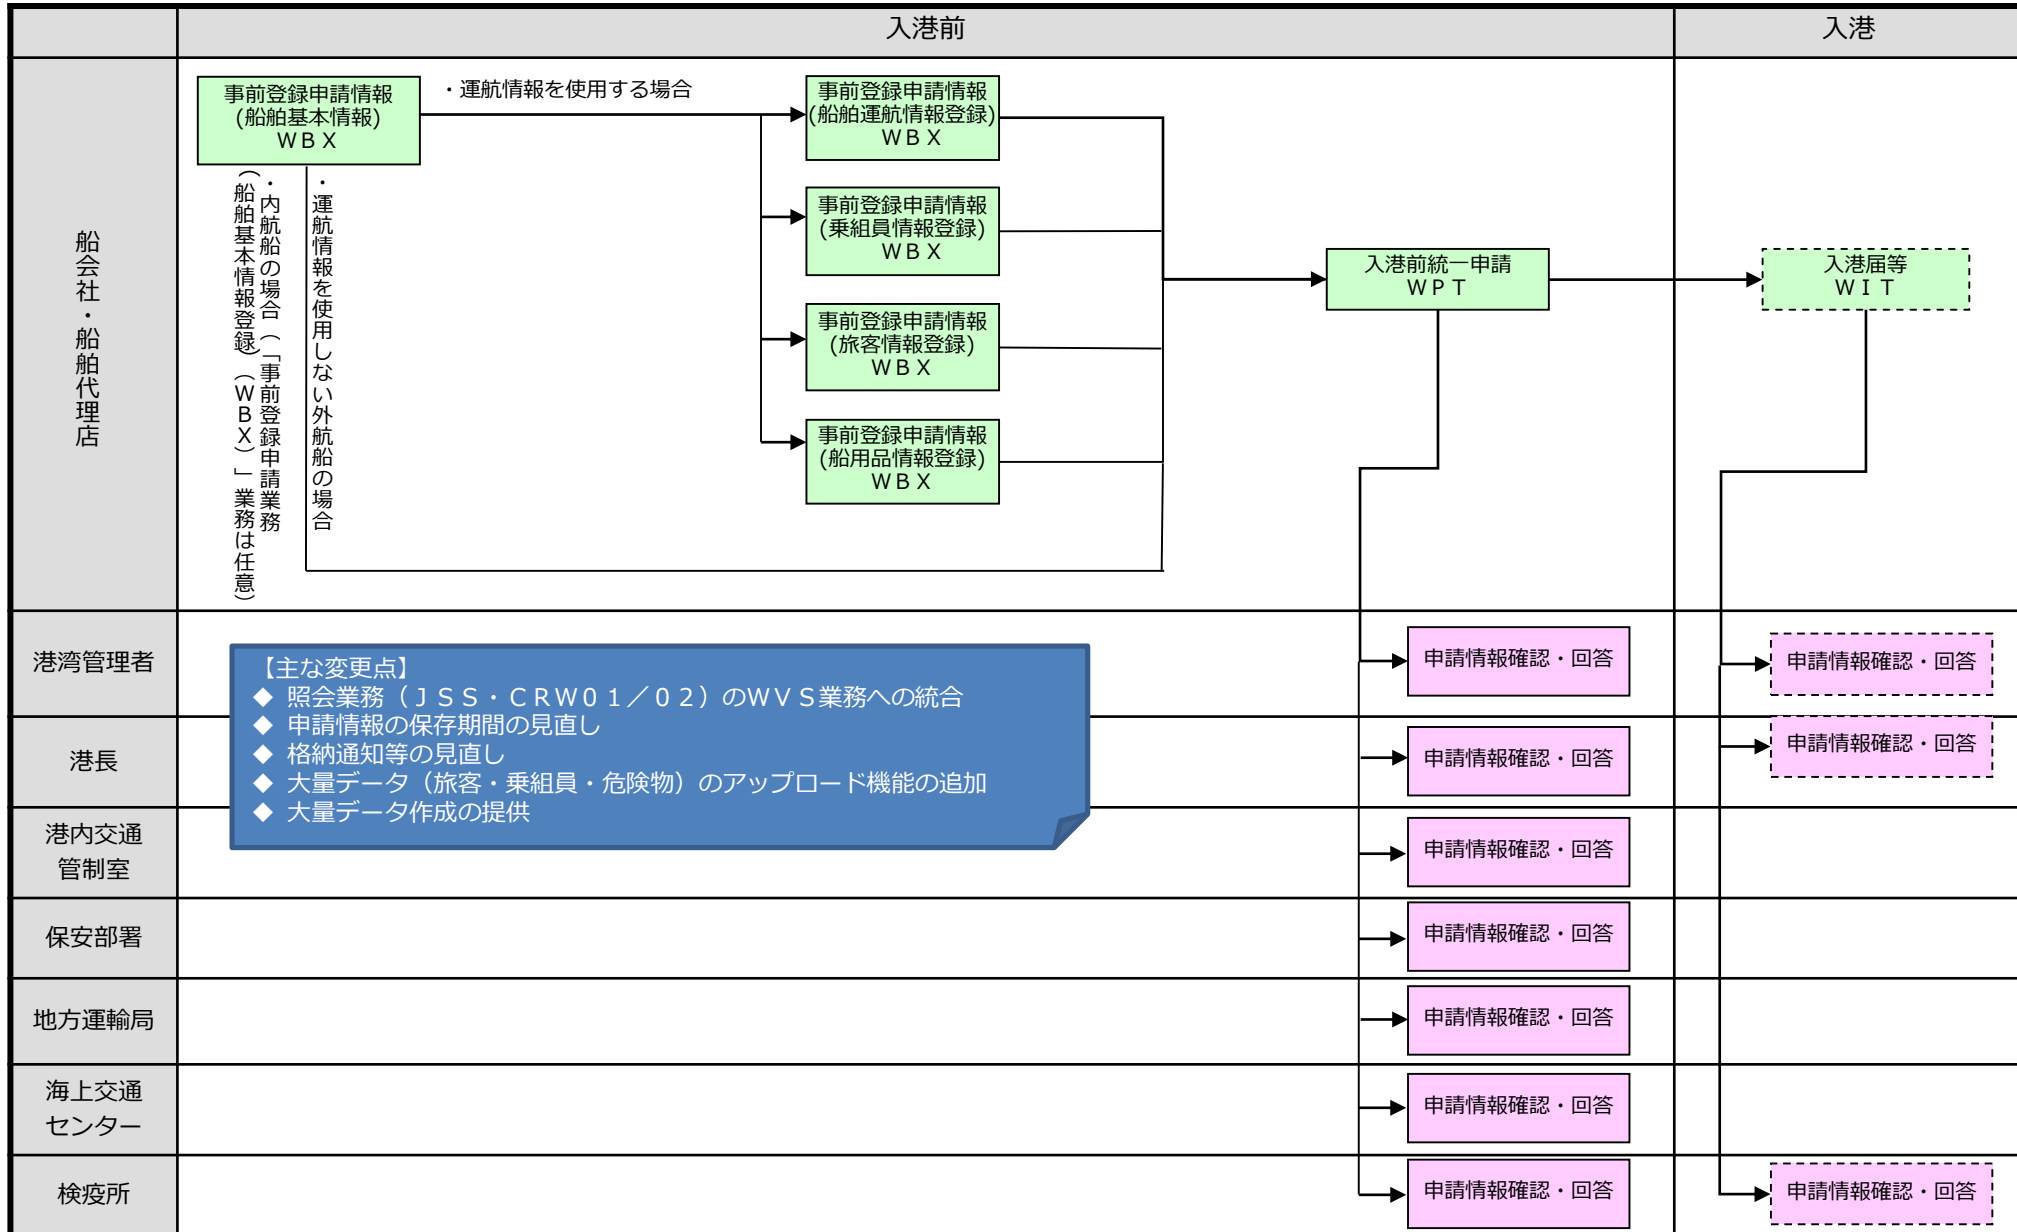 入港前
入港
船会社・船舶代理店
事前登録申請情報
(船舶基本情報)
ＷＢＸ
・運航情報を使用する場合
事前登録申請情報
(船舶運航情報登録)
ＷＢＸ
事前登録申請情報
(乗組員情報登録)
ＷＢＸ
事前登録申請情報
(旅客情報登録)
ＷＢＸ
事前登録申請情報
(船用品情報登録)
ＷＢＸ
・運航情報を使用しない外航船の場合
・内航船の場合（「事前登録申請業務
（船舶基本情報登録）（ＷＢＸ）」業務は任意）
入港前統一申請
ＷＰＴ
入港届等
ＷＩＴ
港湾管理者
申請情報確認・回答
申請情報確認・回答
【主な変更点】
◆ 照会業務（ＪＳＳ・ＣＲＷ０１／０２）のＷＶＳ業務への統合
◆ 申請情報の保存期間の見直し
◆ 格納通知等の見直し
◆ 大量データ（旅客・乗組員・危険物）のアップロード機能の追加
◆ 大量データ作成の提供
港長
申請情報確認・回答
申請情報確認・回答
港内交通
管制室
申請情報確認・回答
保安部署
申請情報確認・回答
地方運輸局
申請情報確認・回答
海上交通
センター
申請情報確認・回答
検疫所
申請情報確認・回答
申請情報確認・回答